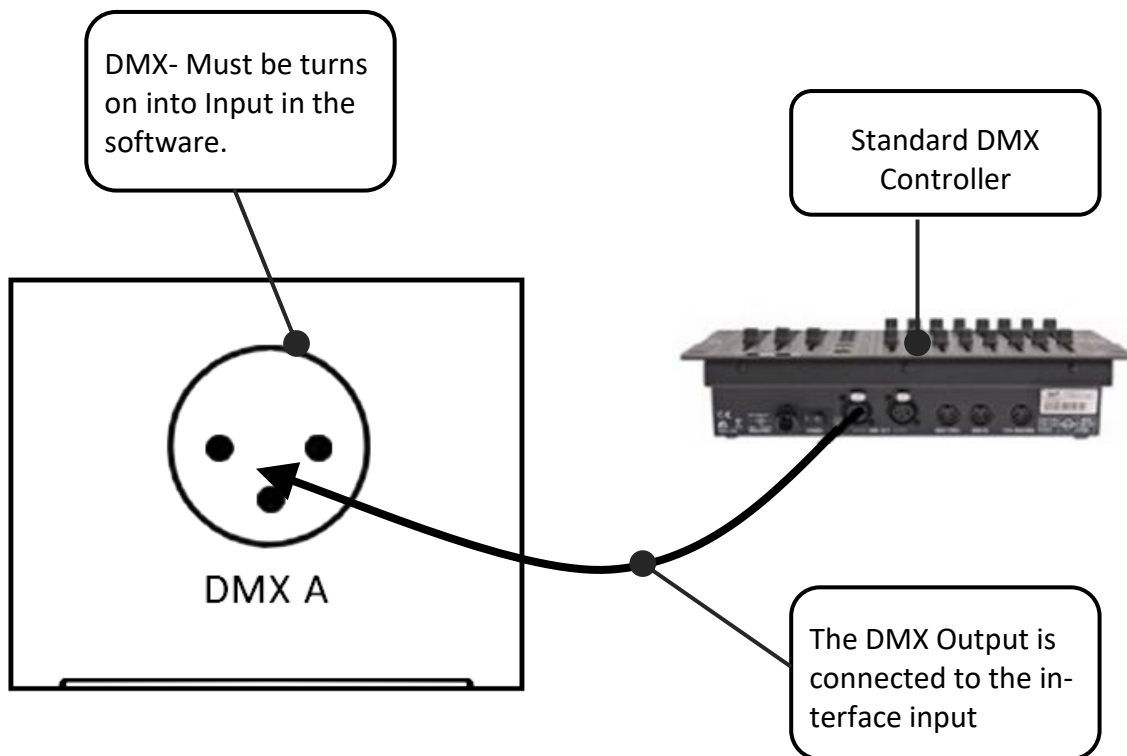 DMX- Must be turns
on into Input in the
software.
Standard DMX
Controller
DMX A
The DMX Output is
connected to the in-
terface input